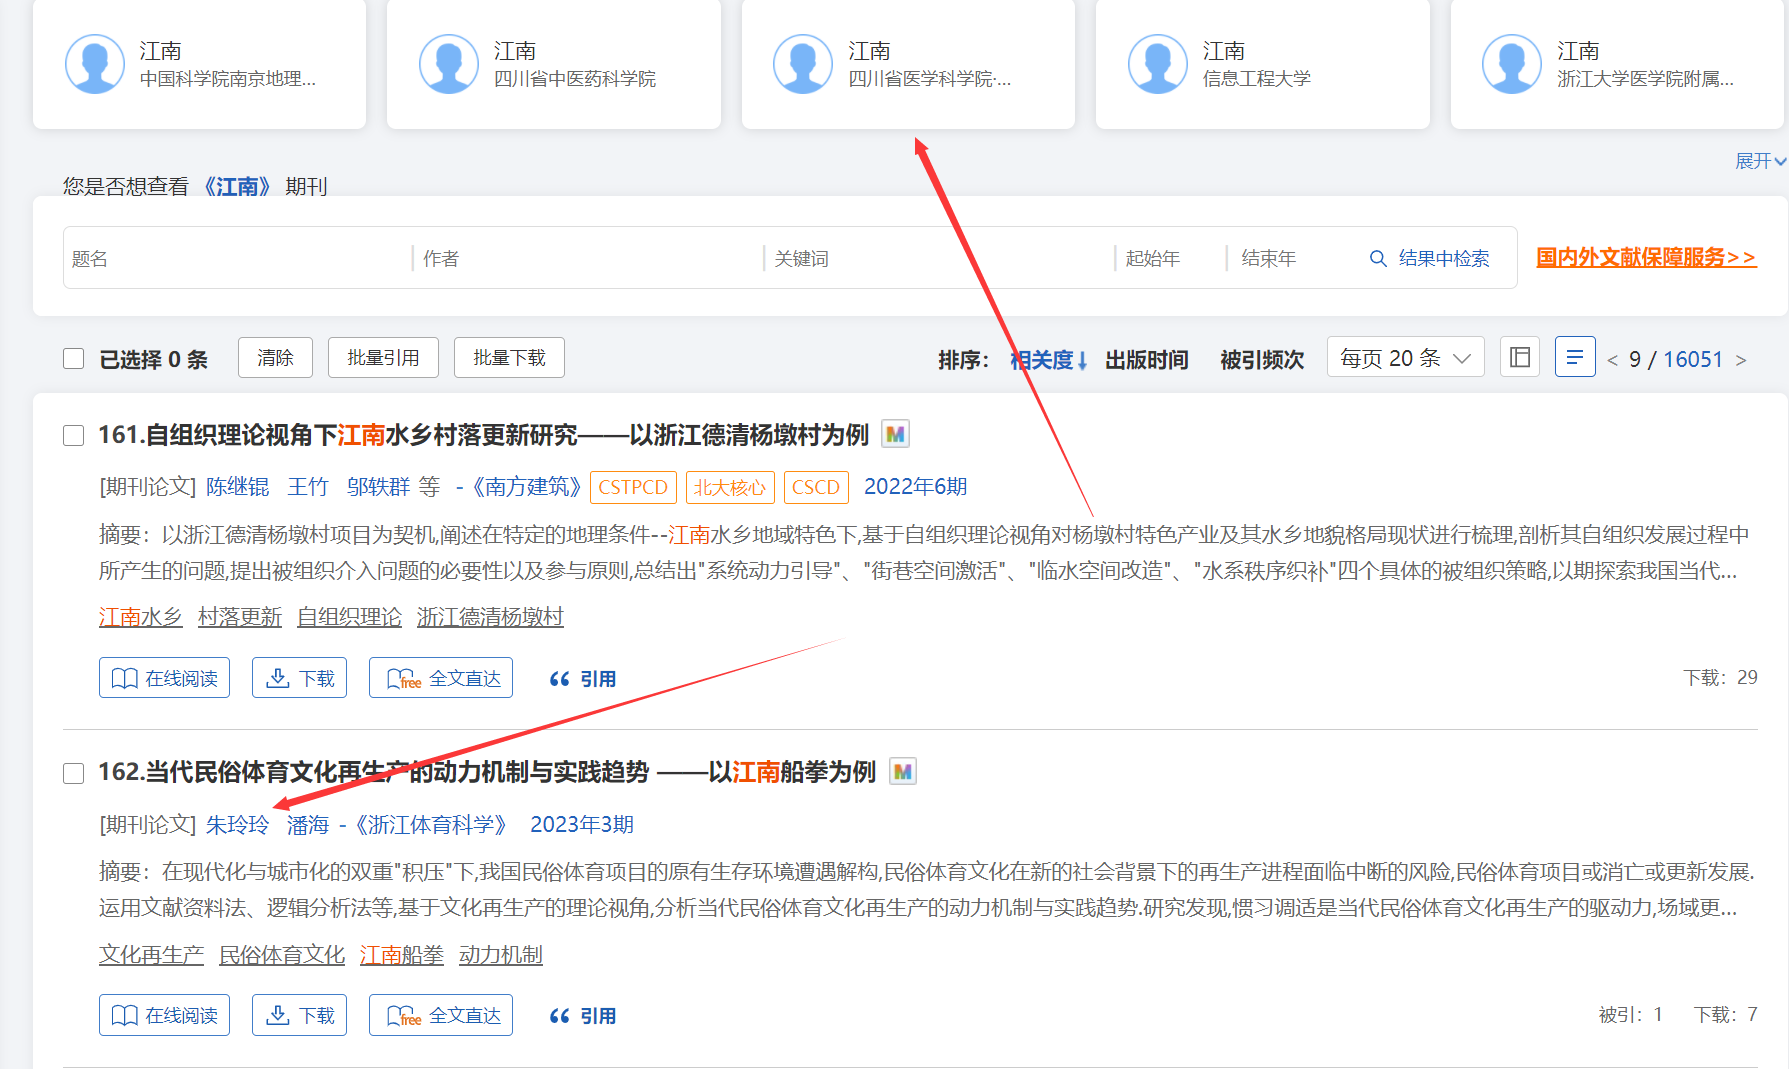 江南
中国科学院南京地理...
江南
四川省中医药科学院
江南
四川省医学科学院·...
江南
信息工程大学
江南
浙江大学医学院附属...
展开
您是否想查看 《江南》 期刊
题名 作者 关键词 起始年 结束年 结果中检索 国内外文献保障服务>>
已选择 0 条 清除 批量引用 批量下载 排序： 相关度 出版时间 被引频次 每页 20 条 < 9 / 16051 >
161.自组织理论视角下江南水乡村落更新研究——以浙江德清杨墩村为例 M
[期刊论文] 陈继锟 王竹 邬轶群 等 -《南方建筑》 CSTPCD 北大核心 CSCD 2022年6期
摘要：以浙江德清杨墩村项目为契机,阐述在特定的地理条件--江南水乡地域特色下,基于自组织理论视角对杨墩村特色产业及其水乡地貌格局现状进行梳理,剖析其自组织发展过程中
所产生的问题,提出被组织介入问题的必要性以及参与原则,总结出"系统动力引导"、"街巷空间激活"、"临水空间改造"、"水系秩序织补"四个具体的被组织策略,以期探索我国当代...
江南水乡 村落更新 自组织理论 浙江德清杨墩村
在线阅读 下载 free 全文直达 引用 下载：29
162.当代民俗体育文化再生产的动力机制与实践趋势 ——以江南船拳为例 M
[期刊论文] 朱玲玲 潘海 -《浙江体育科学》 2023年3期
摘要：在现代化与城市化的双重"积压"下,我国民俗体育项目的原有生存环境遭遇解构,民俗体育文化在新的社会背景下的再生产进程面临中断的风险,民俗体育项目或消亡或更新发展.
运用文献资料法、逻辑分析法等,基于文化再生产的理论视角,分析当代民俗体育文化再生产的动力机制与实践趋势.研究发现,惯习调适是当代民俗体育文化再生产的驱动力,场域更...
文化再生产 民俗体育文化 江南船拳 动力机制
在线阅读 下载 free 全文直达 引用 被引：1 下载：7